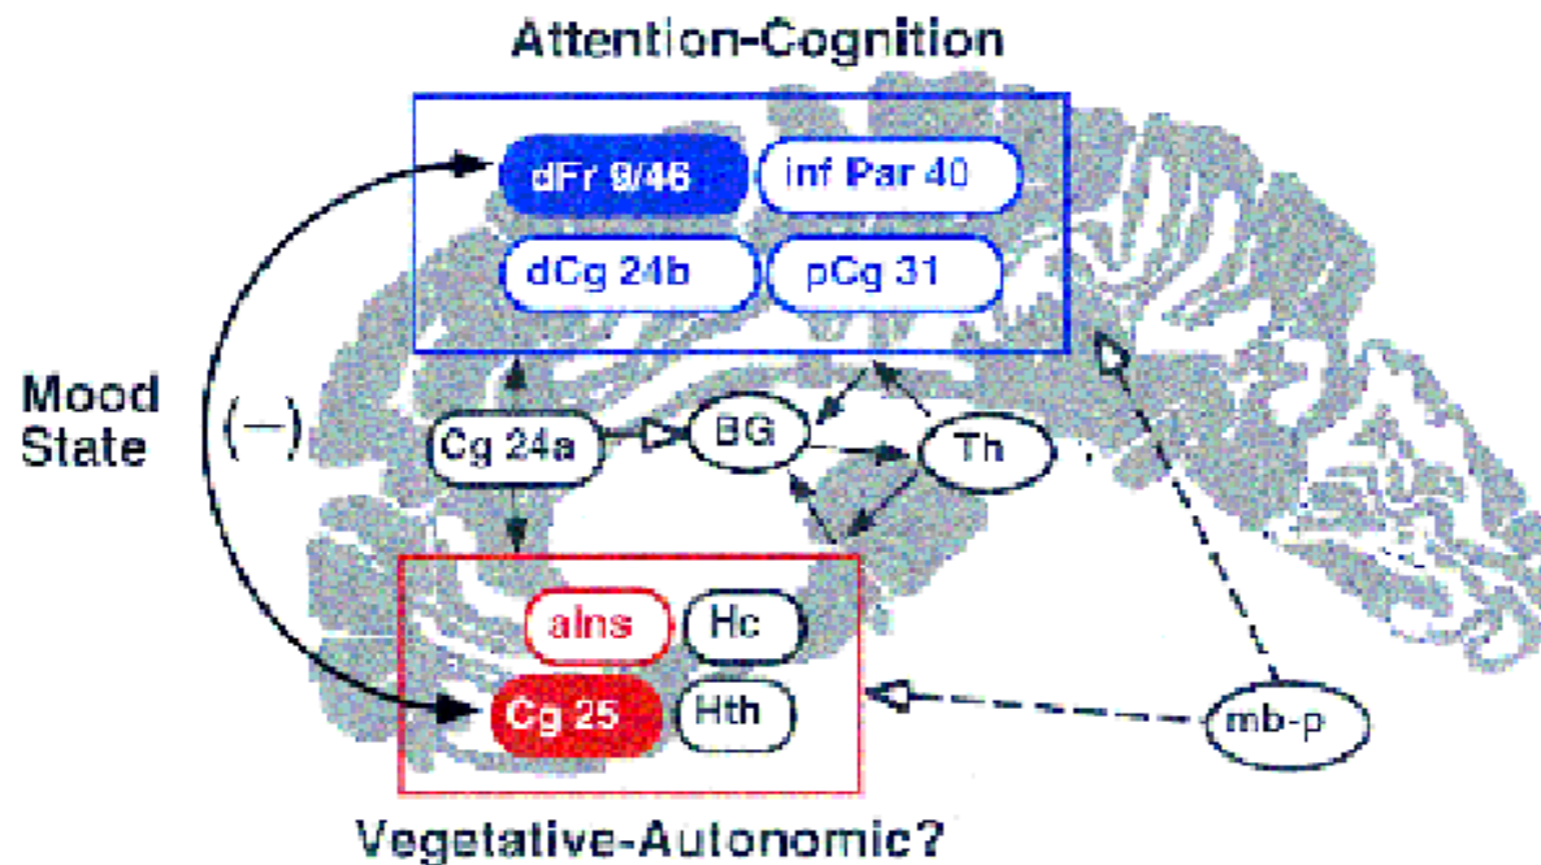 Attention-Cognition
dFr 9/46
inf Par 40
dCg 24b
pCg 31
Mood
State
(−)
Cg 24a
BG
Th
aIns
Hc
Cg 25
Hth
mb-p
Vegetative-Autonomic?